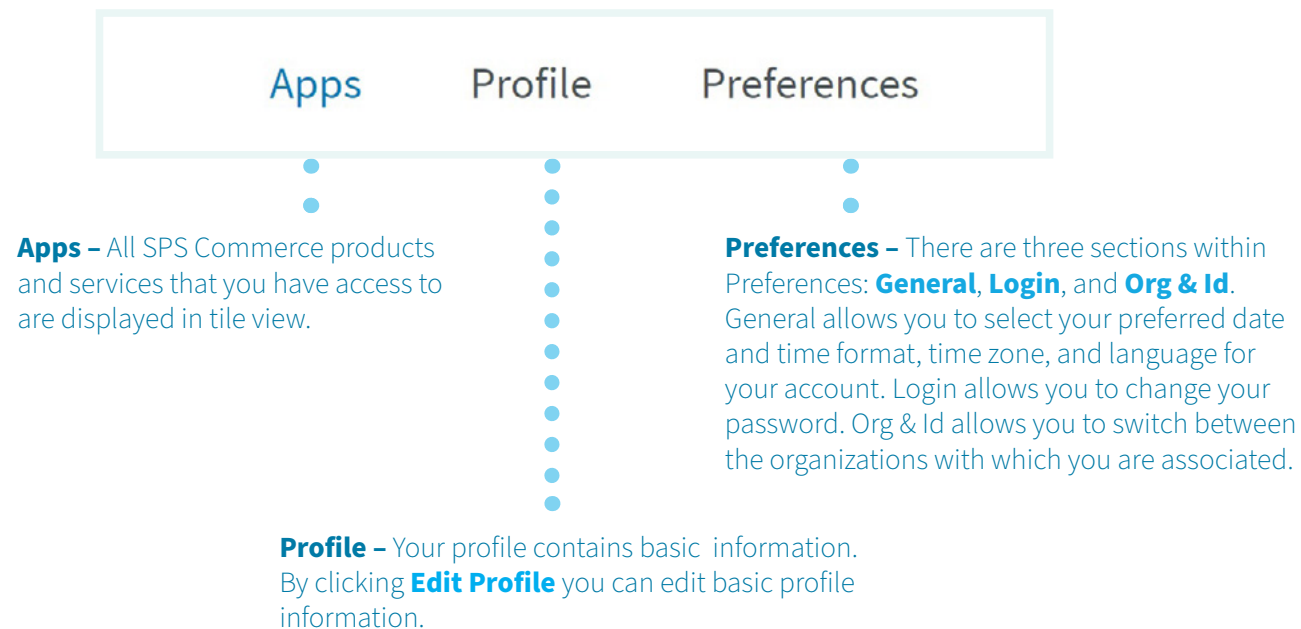 Apps Profile Preferences
Apps – All SPS Commerce products
and services that you have access to
are displayed in tile view.
Preferences – There are three sections within
Preferences: General, Login, and Org & Id.
General allows you to select your preferred date
and time format, time zone, and language for
your account. Login allows you to change your
password. Org & Id allows you to switch between
the organizations with which you are associated.
Profile – Your profile contains basic information.
By clicking Edit Profile you can edit basic profile
information.